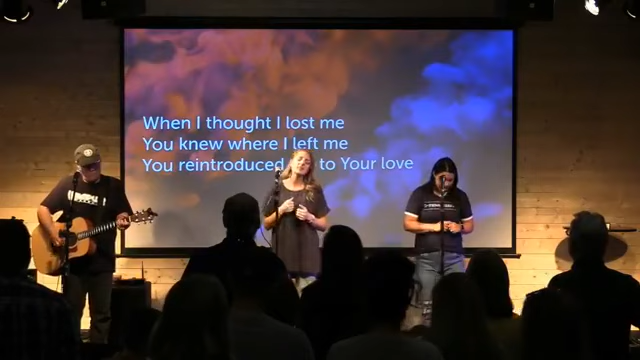 When I thought I lost me
You knew where I left me
You reintroduced to Your love